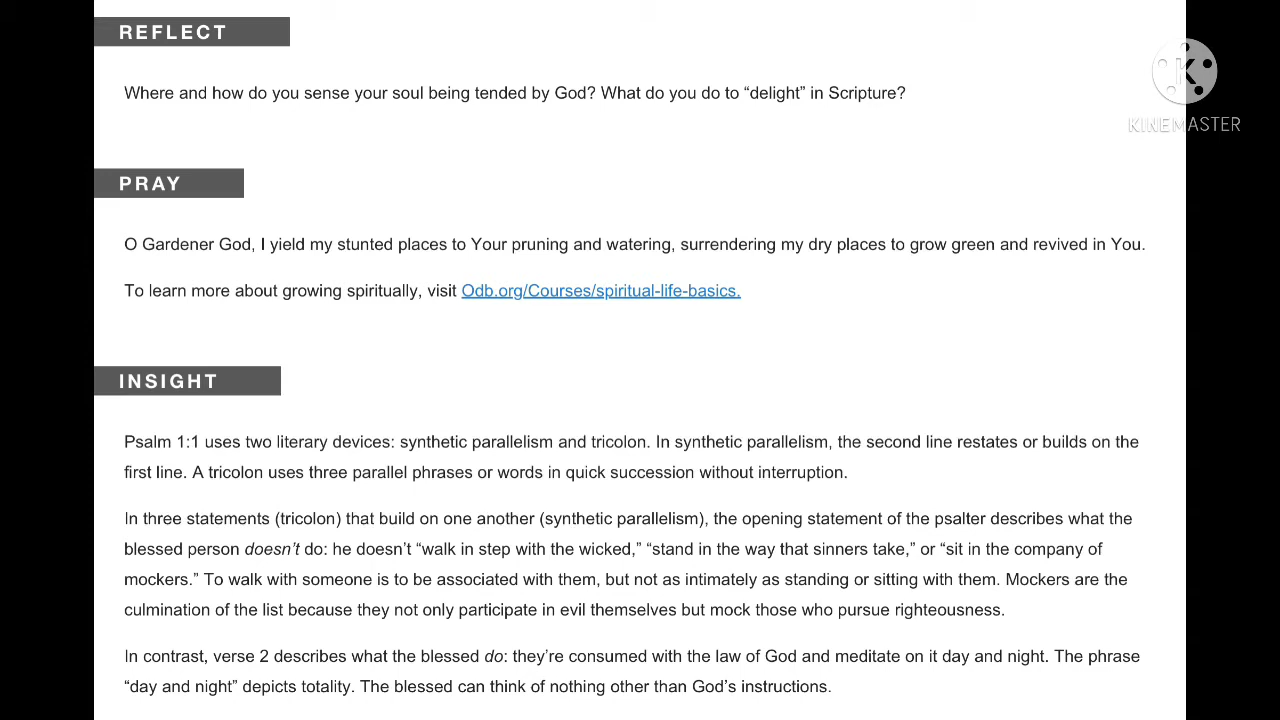 REFLECT
Where and how do you sense your soul being tended by God? What do you do to “delight” in Scripture?
KINEMASTER
PRAY
O Gardener God, I yield my stunted places to Your pruning and watering, surrendering my dry places to grow green and revived in You.
To learn more about growing spiritually, visit Odb.org/Courses/spiritual-life-basics.
INSIGHT
Psalm 1:1 uses two literary devices: synthetic parallelism and tricolon. In synthetic parallelism, the second line restates or builds on the
first line. A tricolon uses three parallel phrases or words in quick succession without interruption.
In three statements (tricolon) that build on one another (synthetic parallelism), the opening statement of the psalter describes what the
blessed person doesn’t do: he doesn’t “walk in step with the wicked,” “stand in the way that sinners take,” or “sit in the company of
mockers.” To walk with someone is to be associated with them, but not as intimately as standing or sitting with them. Mockers are the
culmination of the list because they not only participate in evil themselves but mock those who pursue righteousness.
In contrast, verse 2 describes what the blessed do: they’re consumed with the law of God and meditate on it day and night. The phrase
“day and night” depicts totality. The blessed can think of nothing other than God’s instructions.